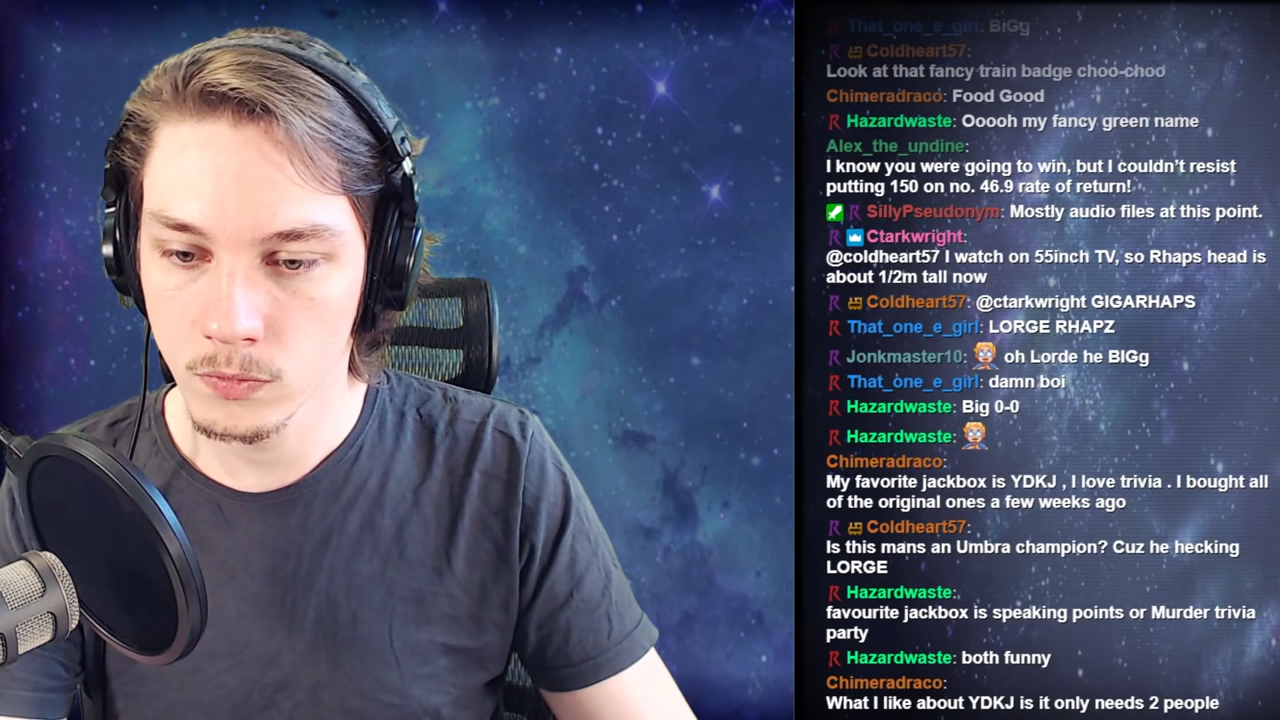 That_one_e_girl: BiGg
Coldheart57:
Look at that fancy train badge choo-choo
Chimeradraco: Food Good
Hazardwaste: Ooooh my fancy green name
Alex_the_undine:
I know you were going to win, but I couldn't resist
putting 150 on no. 46.9 rate of return!
SillyPseudonym: Mostly audio files at this point.
Ctarkwright:
@coldheart57 I watch on 55inch TV, so Rhaps head is
about 1/2m tall now
Coldheart57: @ctarkwright GIGARHAPS
That_one_e_girl: LORGE RHAPZ
Jonkmaster10: oh Lorde he BIGg
That_one_e_girl: damn boi
Hazardwaste: Big 0-0
Hazardwaste:
Chimeradraco:
My favorite jackbox is YDKJ , I love trivia . I bought all
of the original ones a few weeks ago
Coldheart57:
Is this mans an Umbra champion? Cuz he hecking
LORGE
Hazardwaste:
favourite jackbox is speaking points or Murder trivia
party
Hazardwaste: both funny
Chimeradraco:
What I like about YDKJ is it only needs 2 people